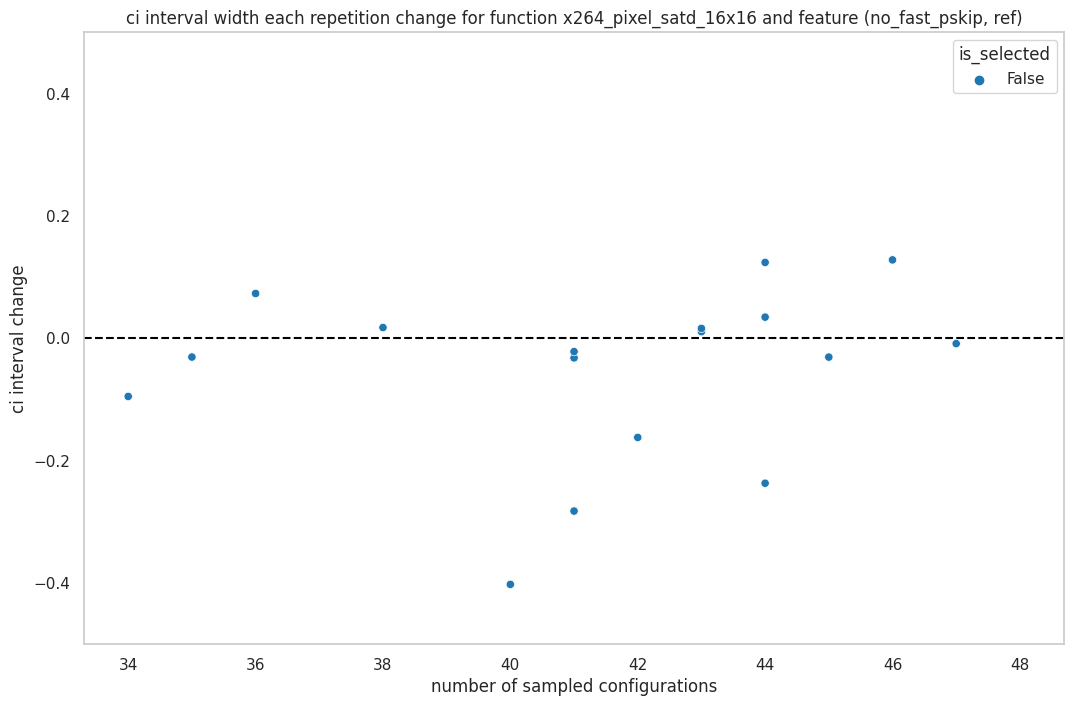 ci interval width each repetition change for function x264_pixel_satd_16x16 and feature (no_fast_pskip, ref)
is_selected
False
0.4
0.2
0.0
−0.2
−0.4
ci interval change
34 36 38 40 42 44 46 48
number of sampled configurations